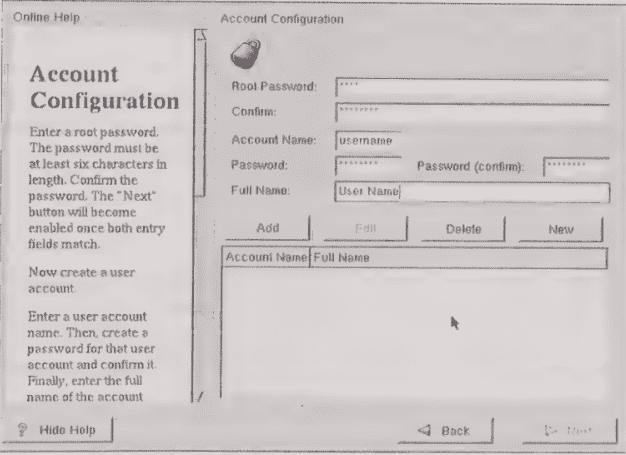 Online Help
Account
Configuration
Enter a root password.
The password must be
at least six characters in
length. Confirm the
password. The "Next"
button will become
enabled once both entry
fields match.
Now create a user
account.
Enter a user account
name. Then, create a
password for that user
account and confirm it.
Finally, enter the full
name of the account
Hide Help
Account Configuration
Root Password: ****
Confirm: ********
Account Name: username
Password: ******** Password (confirm): ********
Full Name: User Name
Add Edit Delete New
Account Name Full Name
Back Next